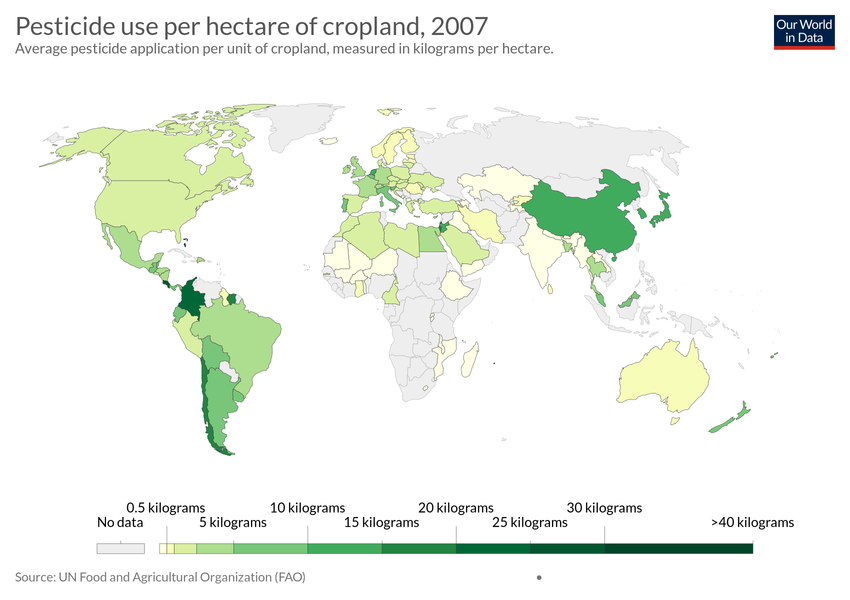 Pesticide use per hectare of cropland, 2007
Average pesticide application per unit of cropland, measured in kilograms per hectare.
Our World
in Data
0.5 kilograms 10 kilograms 20 kilograms 30 kilograms
No data 5 kilograms 15 kilograms 25 kilograms >40 kilograms
Source: UN Food and Agricultural Organization (FAO)